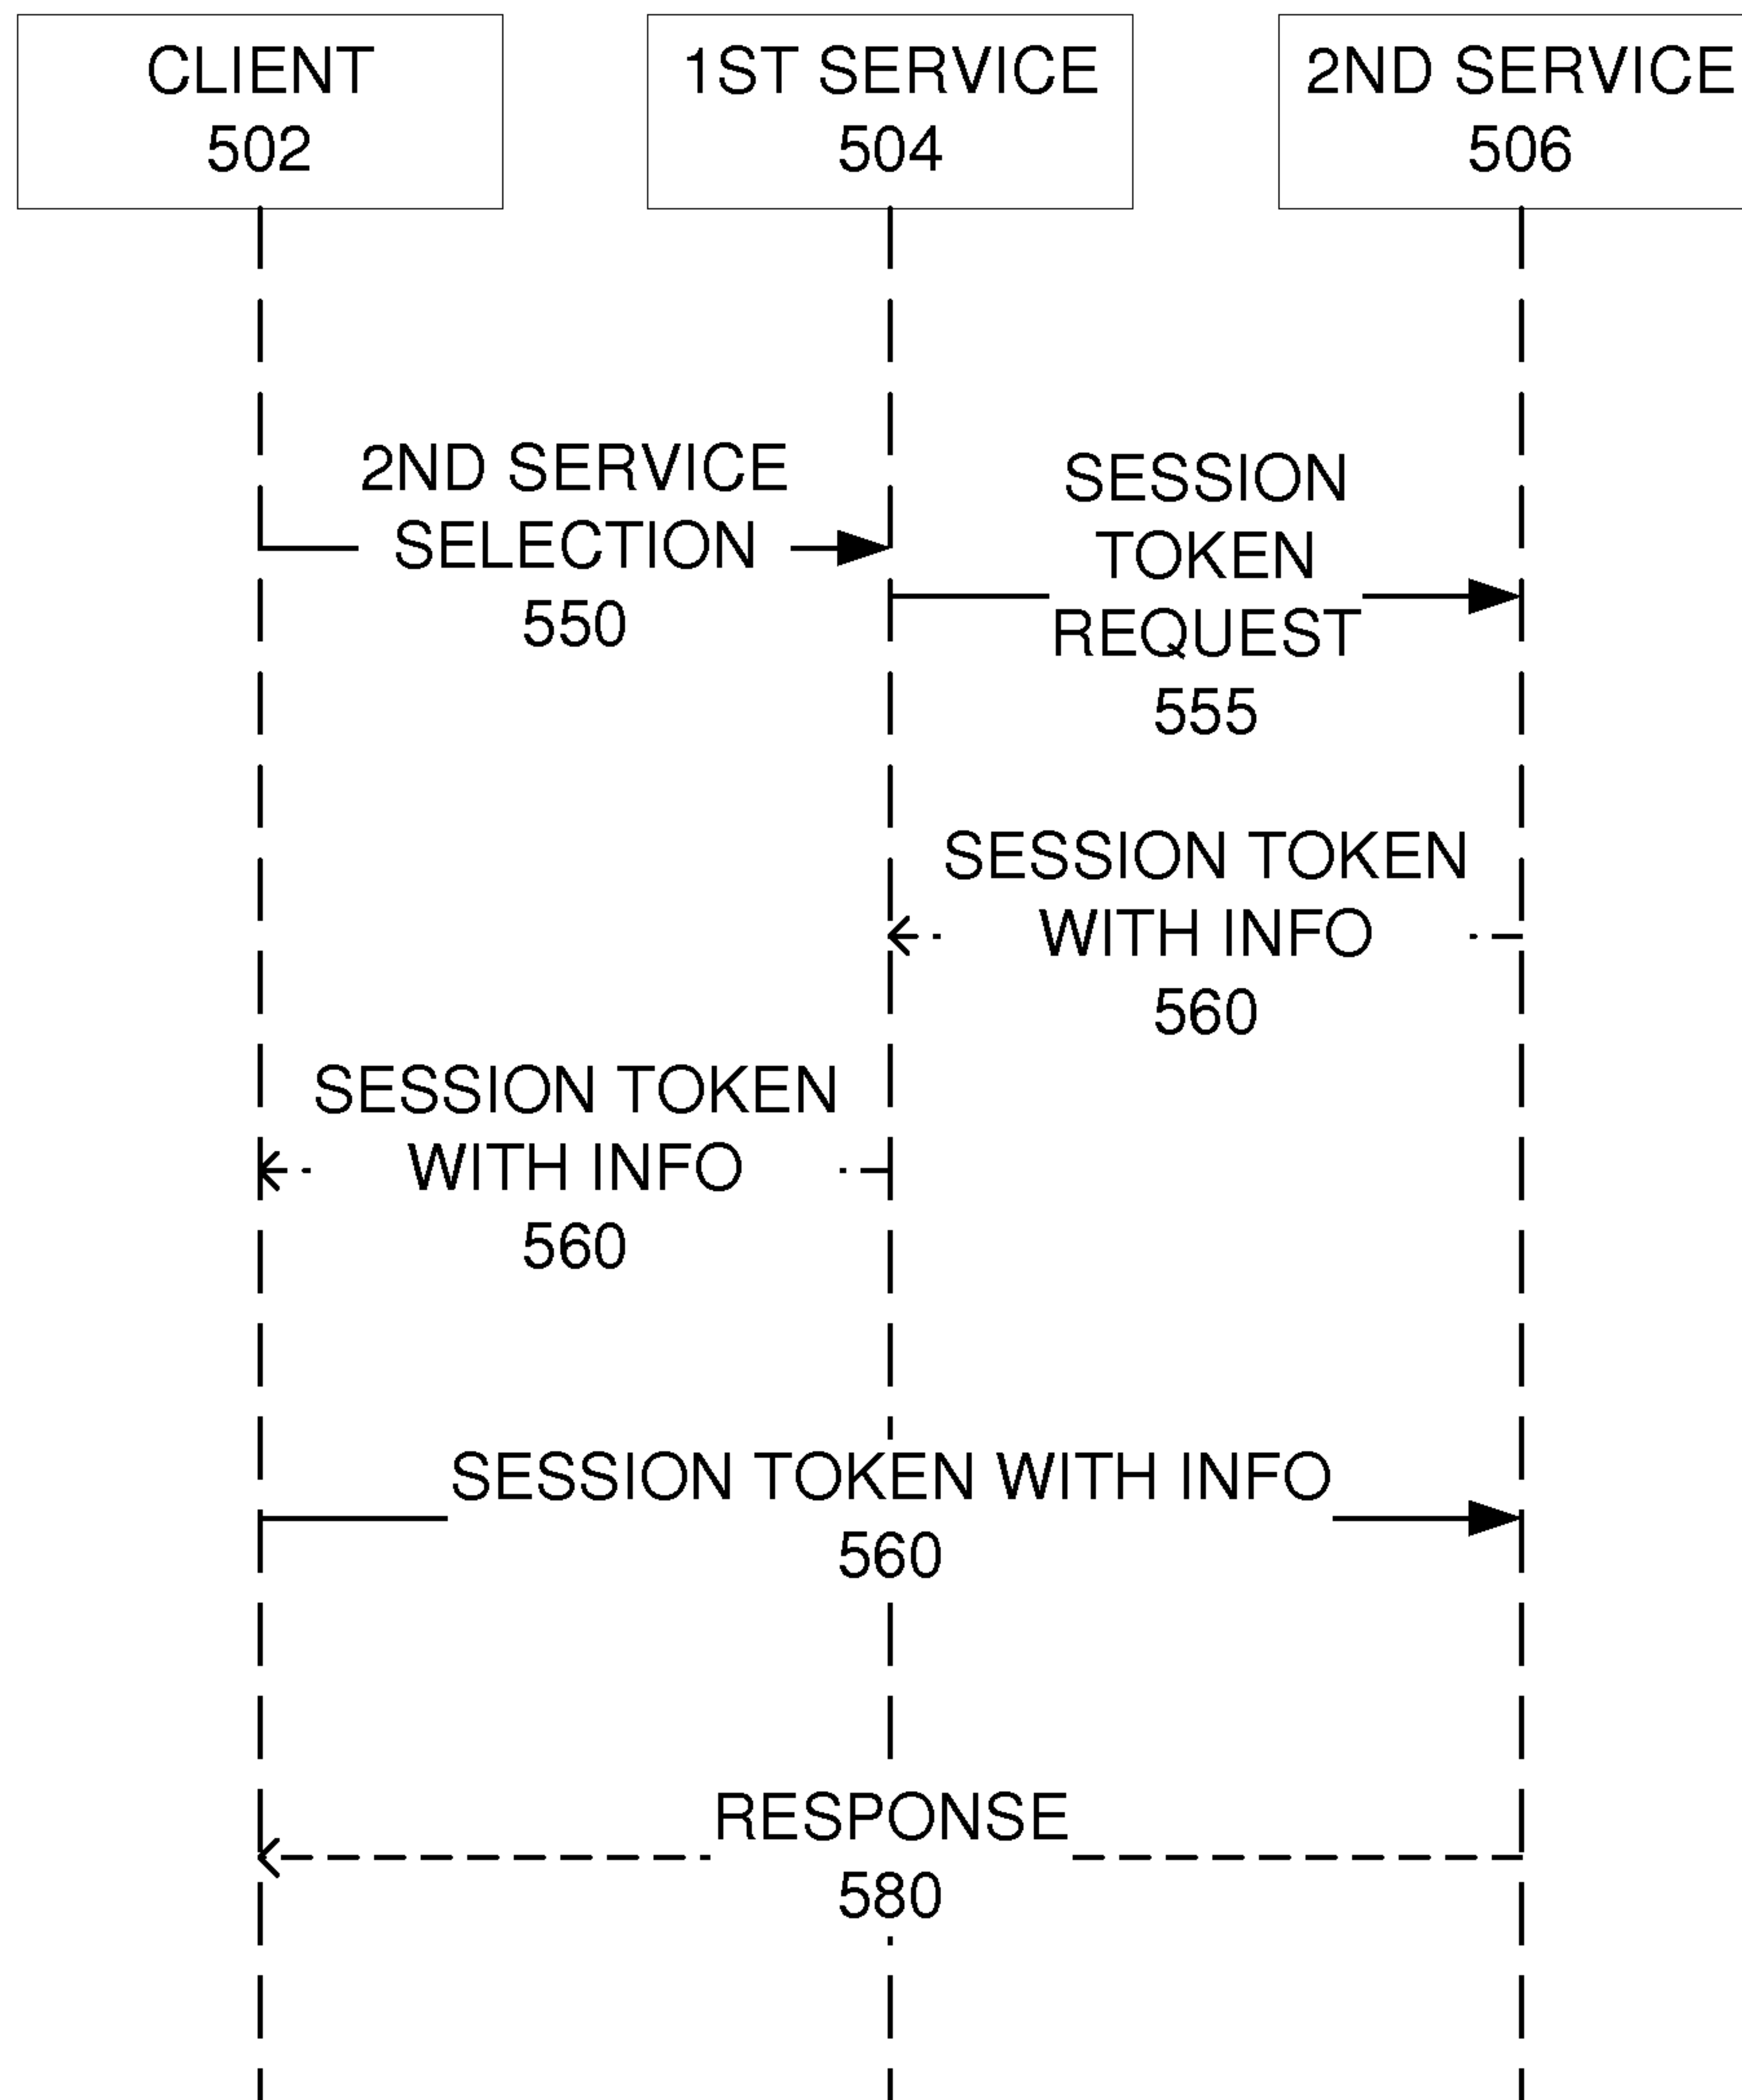 CLIENT
502
1ST SERVICE
504
2ND SERVICE
506
2ND SERVICE
SELECTION
550
SESSION
TOKEN
REQUEST
555
SESSION TOKEN
WITH INFO
560
SESSION TOKEN
WITH INFO
560
SESSION TOKEN WITH INFO
560
RESPONSE
580